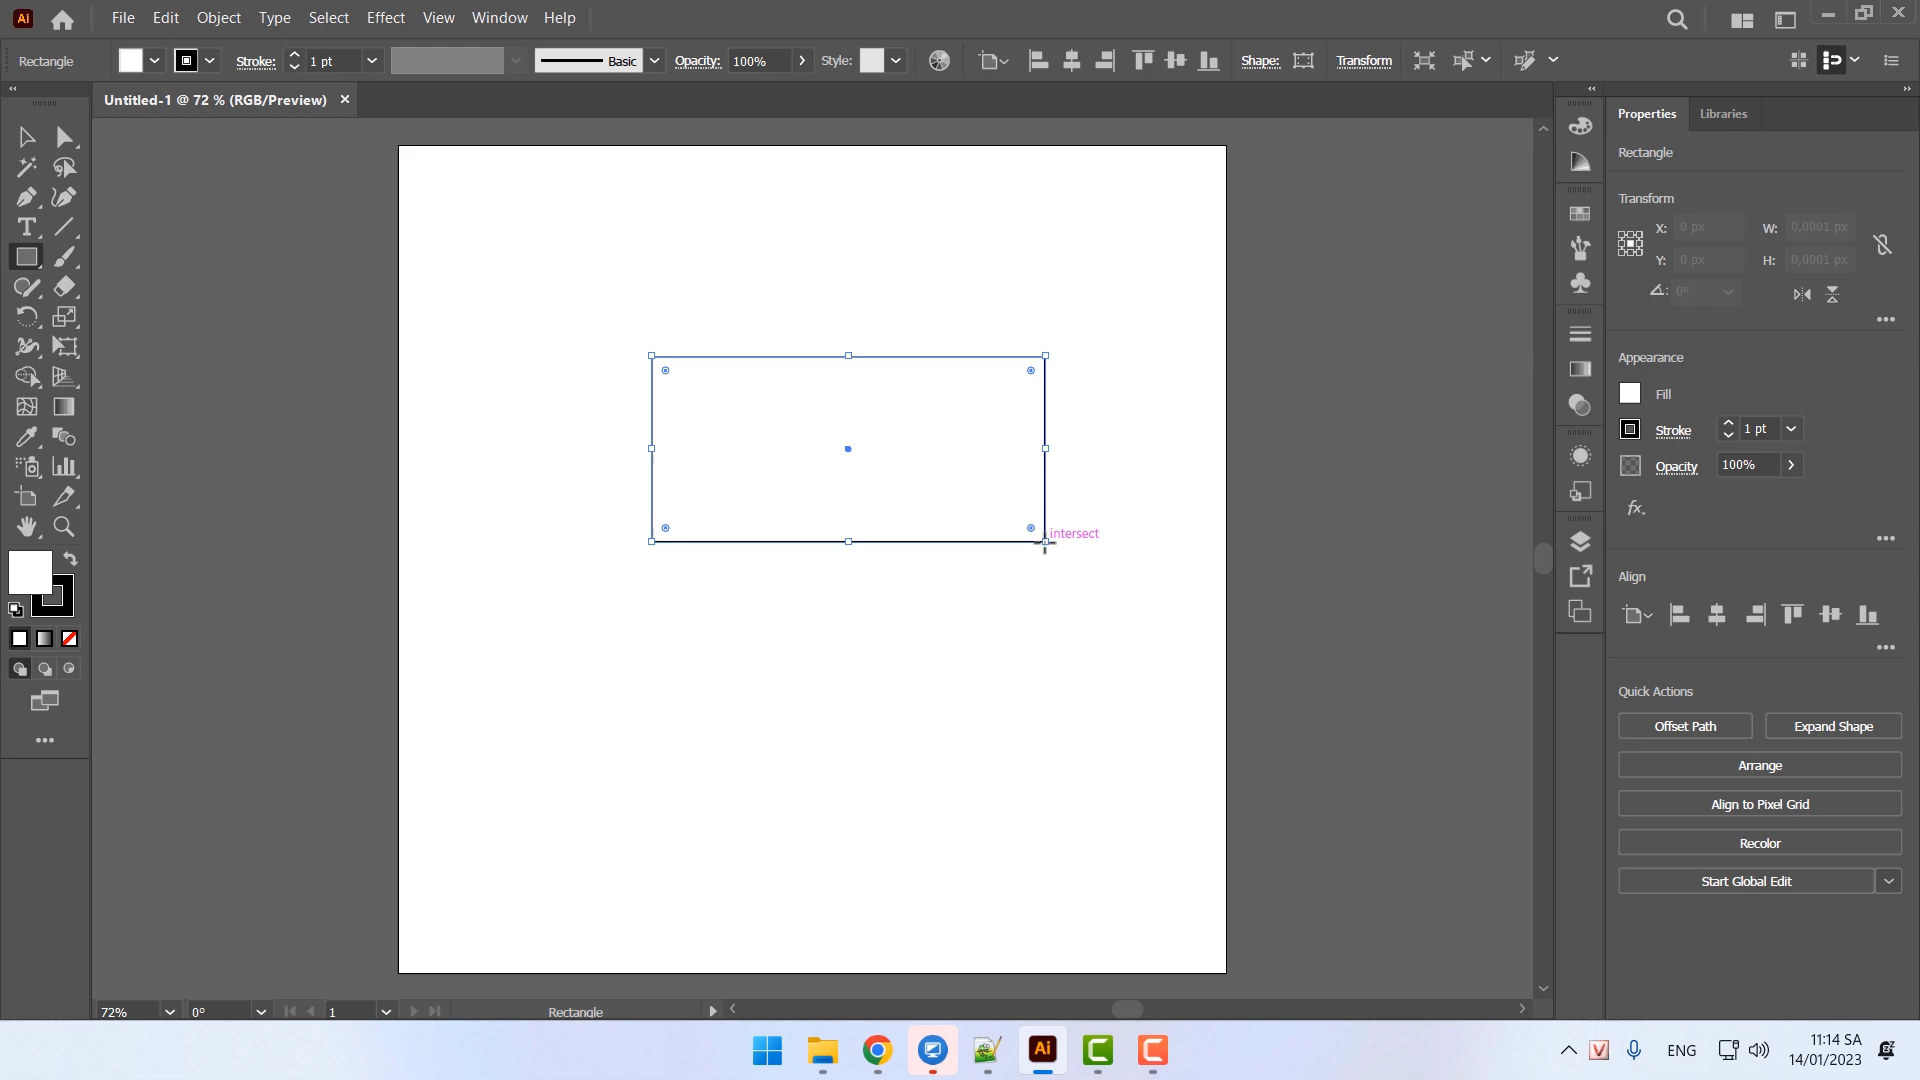 Ai File Edit Object Type Select Effect View Window Help
Rectangle Stroke: 1 pt Basic Opacity: 100% Style: Shape: Transform
Untitled-1 @ 72 % (RGB/Preview)
Properties Libraries
Rectangle
Transform
X: 0 px W: 0,0001 px
Y: 0 px H: 0,0001 px
0°
Appearance
Fill
Stroke 1 pt
Opacity 100%
fx.
intersect
Align
Quick Actions
Offset Path Expand Shape
Arrange
Align to Pixel Grid
Recolor
Start Global Edit
72% 0° 1 Rectangle
Ai
ENG
11:14 SA
14/01/2023